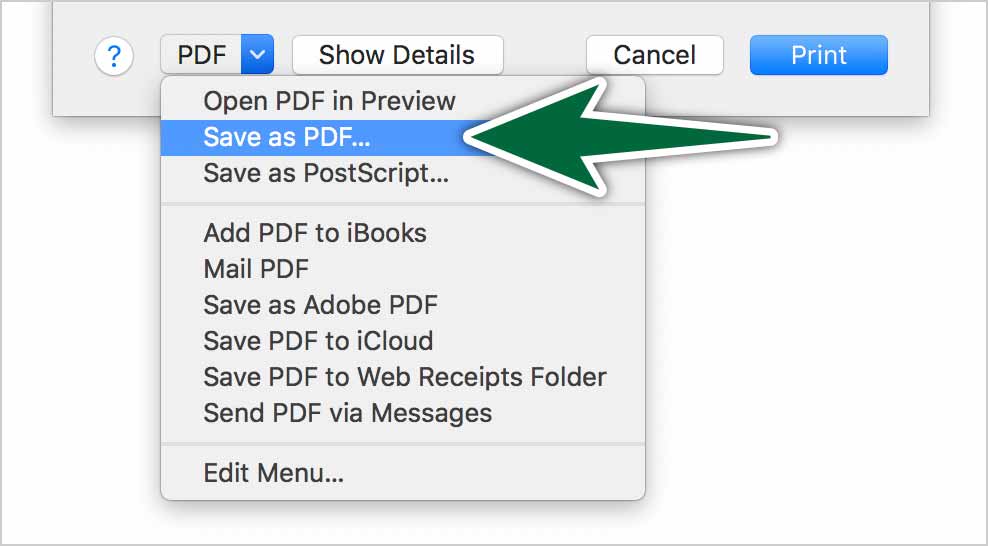 ? PDF Show Details Cancel Print
Open PDF in Preview
Save as PDF...
Save as PostScript...
Add PDF to iBooks
Mail PDF
Save as Adobe PDF
Save PDF to iCloud
Save PDF to Web Receipts Folder
Send PDF via Messages
Edit Menu...